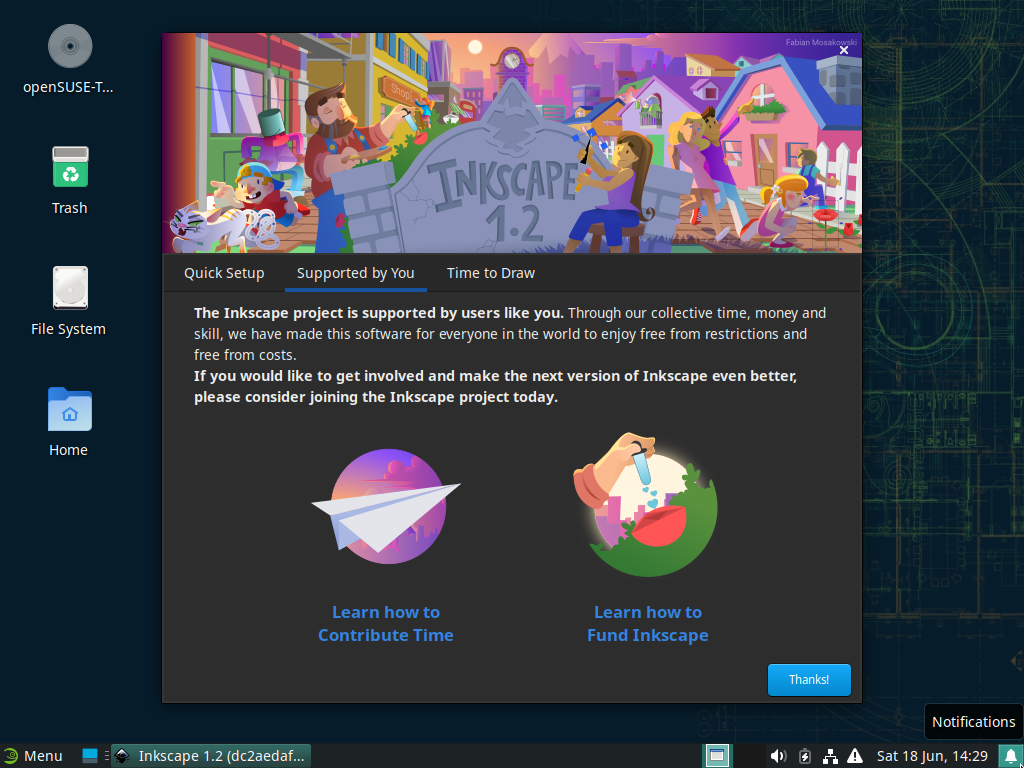 openSUSE-T...
Trash
File System
Home
Fabian Mosakowski
Shop
INKSCAPE
1.2
Quick Setup
Supported by You
Time to Draw
The Inkscape project is supported by users like you. Through our collective time, money and
skill, we have made this software for everyone in the world to enjoy free from restrictions and
free from costs.
If you would like to get involved and make the next version of Inkscape even better,
please consider joining the Inkscape project today.
Learn how to
Contribute Time
Learn how to
Fund Inkscape
Thanks!
Notifications
Menu
Inkscape 1.2 (dc2aedaf...
Sat 18 Jun, 14:29